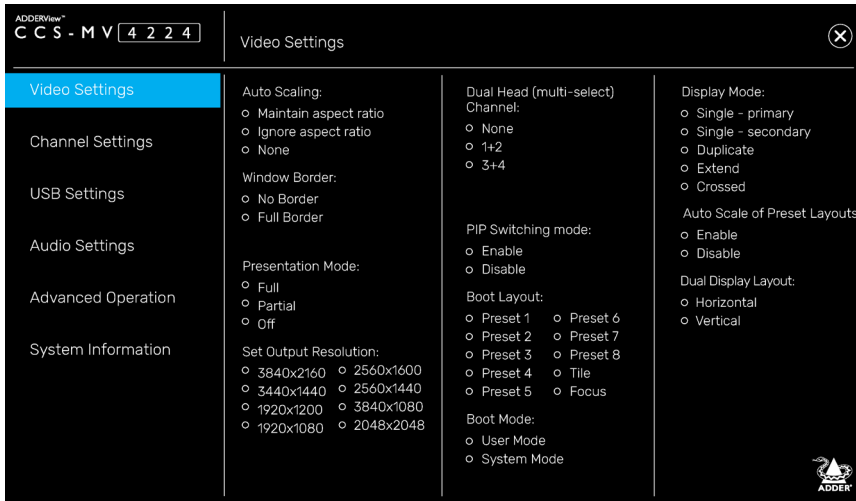 ADDERView™
CCS-MV4224
Video Settings
Video Settings
Channel Settings
USB Settings
Audio Settings
Advanced Operation
System Information
Auto Scaling:
Maintain aspect ratio
Ignore aspect ratio
None
Window Border:
No Border
Full Border
Presentation Mode:
Full
Partial
Off
Set Output Resolution:
3840x2160 2560x1600
3440x1440 2560x1440
1920x1200 3840x1080
1920x1080 2048x2048
Dual Head (multi-select)
Channel:
None
1+2
3+4
PIP Switching mode:
Enable
Disable
Boot Layout:
Preset 1 Preset 6
Preset 2 Preset 7
Preset 3 Preset 8
Preset 4 Tile
Preset 5 Focus
Boot Mode:
User Mode
System Mode
Display Mode:
Single - primary
Single - secondary
Duplicate
Extend
Crossed
Auto Scale of Preset Layouts
Enable
Disable
Dual Display Layout:
Horizontal
Vertical
ADDER®